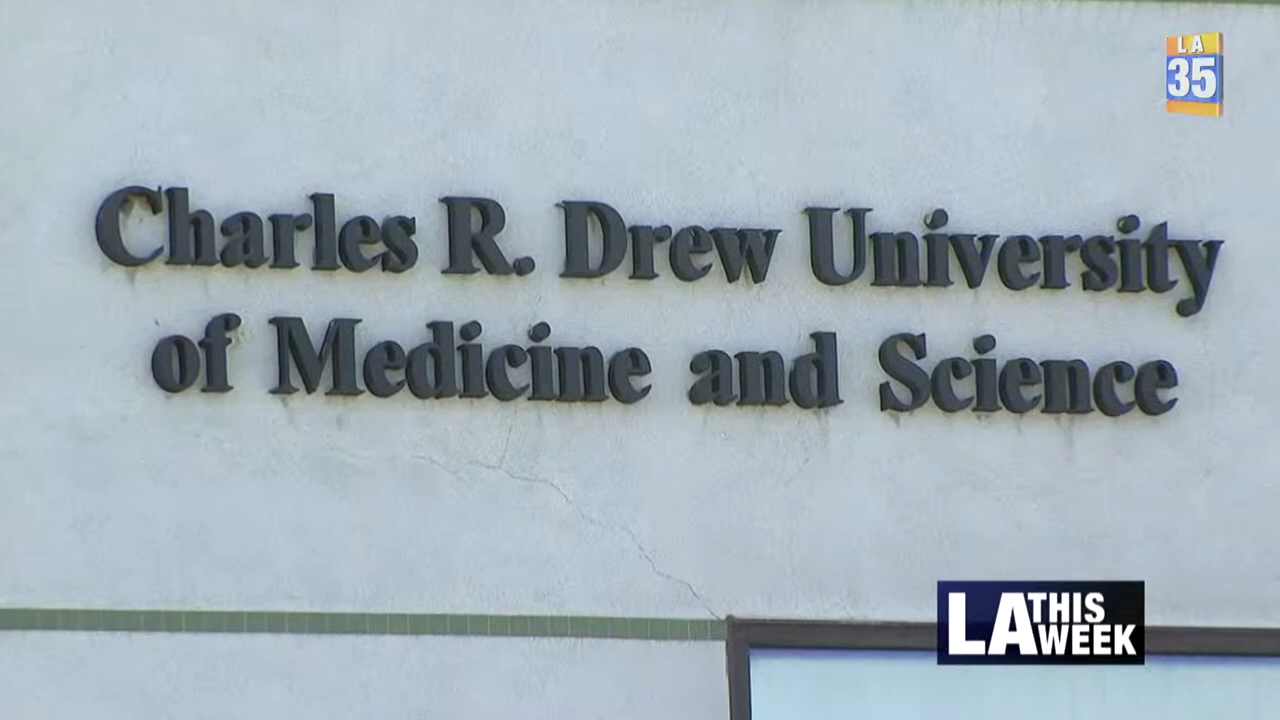 LA
35
Charles R. Drew University
of Medicine and Science
LA THIS
WEEK